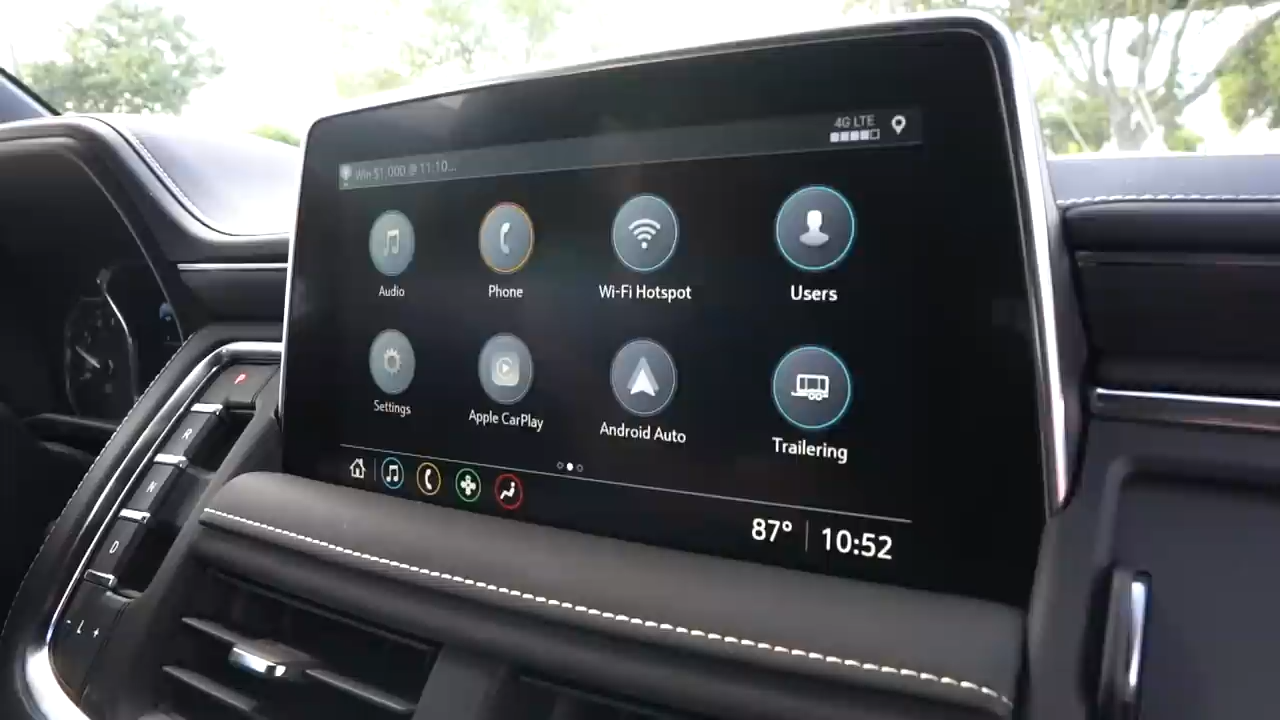 4G LTE
Win $1,000 @ 11:10...
Audio
Phone
Wi-Fi Hotspot
Users
Settings
Apple CarPlay
Android Auto
Trailering
87° 10:52
P
R
N
D
- L +